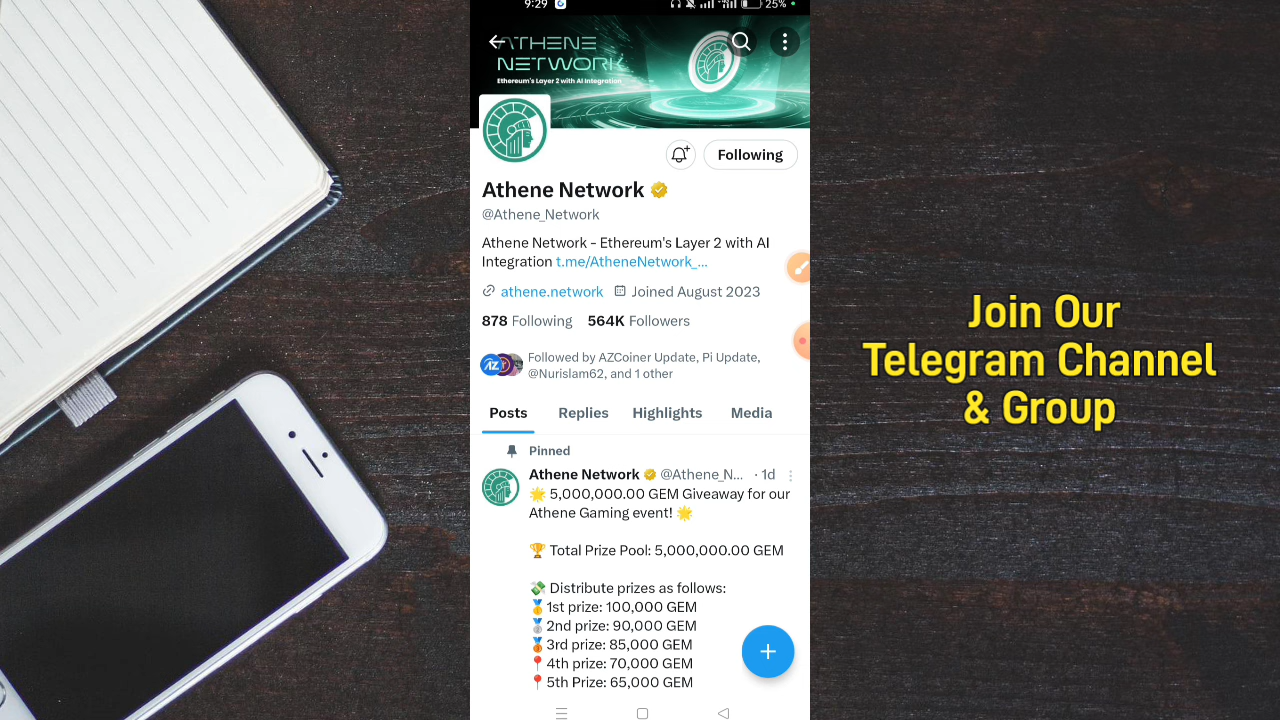 9:29
25%
ATHENE
NETWORK
Ethereum's Layer 2 with AI Integration
Following
Athene Network
@Athene_Network
Athene Network - Ethereum's Layer 2 with AI
Integration t.me/AtheneNetwork_...
athene.network Joined August 2023
878 Following 564K Followers
AZ
Followed by AZCoiner Update, Pi Update,
@Nurislam62, and 1 other
Posts Replies Highlights Media
Pinned
Athene Network @Athene_N... · 1d
🌟 5,000,000.00 GEM Giveaway for our
Athene Gaming event! 🌟
🏆 Total Prize Pool: 5,000,000.00 GEM
💸 Distribute prizes as follows:
🥇 1st prize: 100,000 GEM
🥈 2nd prize: 90,000 GEM
🥉 3rd prize: 85,000 GEM
📍 4th prize: 70,000 GEM
📍 5th Prize: 65,000 GEM
Join Our
Telegram Channel
& Group